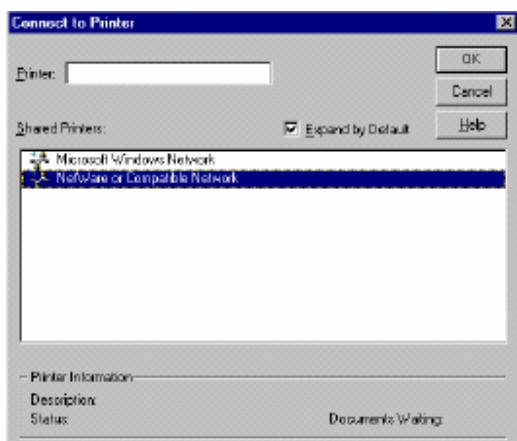 Connect to Printer
Printer:
OK
Cancel
Shared Printers:
Expand by Default
Help
Microsoft Windows Network
NetWare or Compatible Network
Printer Information
Description:
Status:
Documents Waiting: